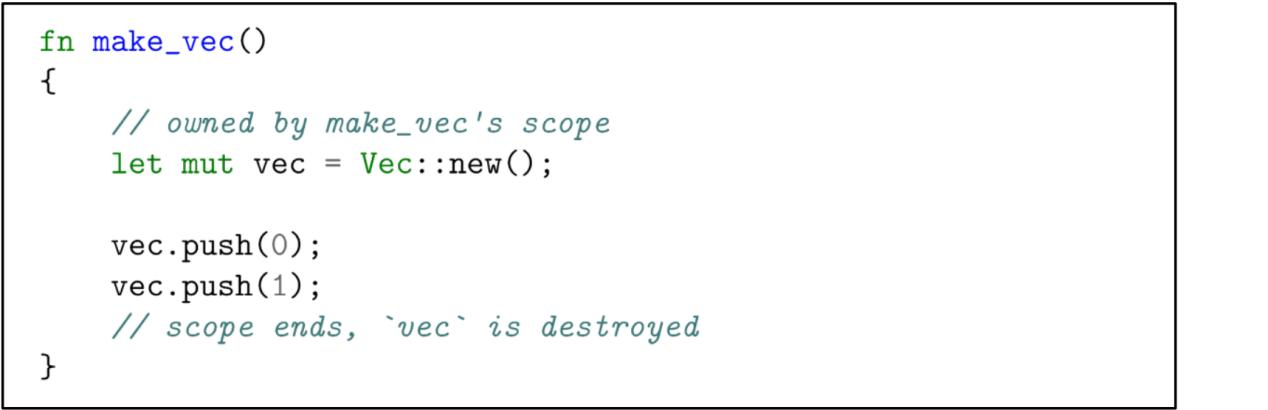 fn make_vec()
{
    // owned by make_vec's scope
    let mut vec = Vec::new();

    vec.push(0);
    vec.push(1);
    // scope ends, `vec` is destroyed
}